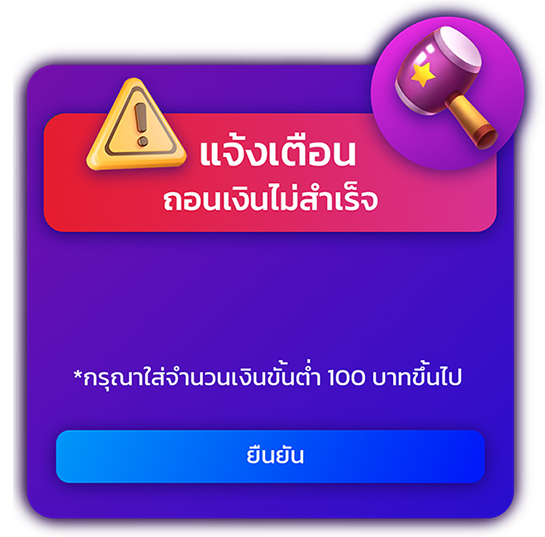 แจ้งเตือน
ถอนเงินไม่สำเร็จ
*กรุณาใส่จำนวนเงินขั้นต่ำ 100 บาทขึ้นไป
ยืนยัน